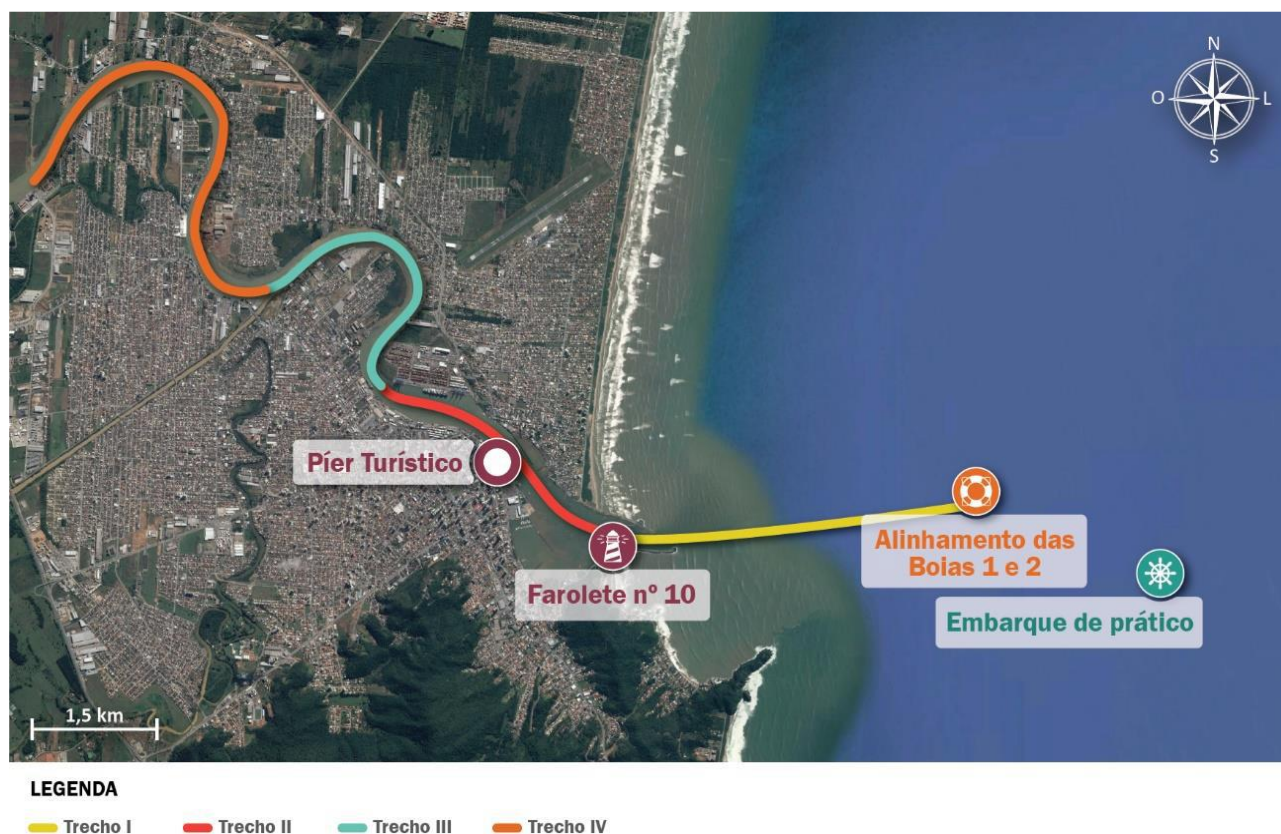 N
O
L
S
Píer Turístico
Farolete nº 10
Alinhamento das
Boias 1 e 2
Embarque de prático
1,5 km
LEGENDA
Trecho I
Trecho II
Trecho III
Trecho IV